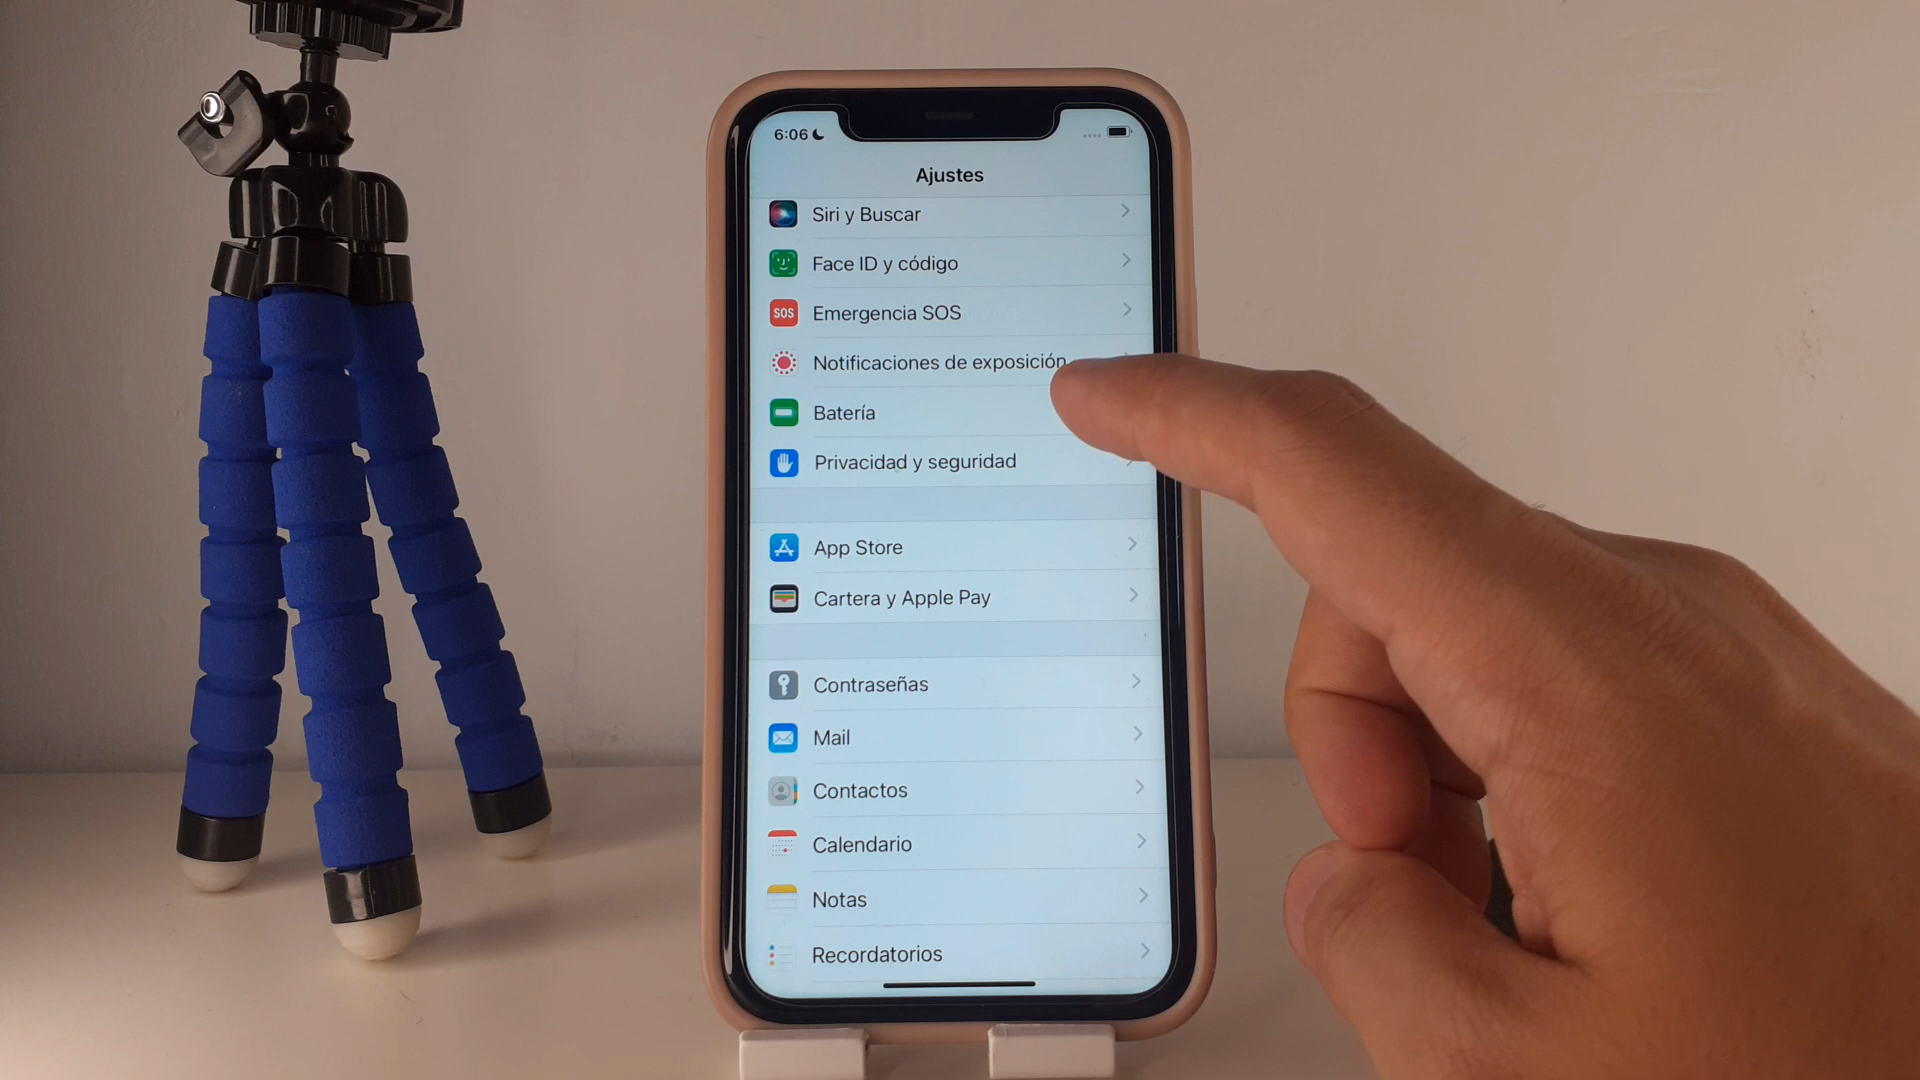 6:06
Ajustes
Siri y Buscar
Face ID y código
SOS
Emergencia SOS
Notificaciones de exposición
Batería
Privacidad y seguridad
App Store
Cartera y Apple Pay
Contraseñas
Mail
Contactos
Calendario
Notas
Recordatorios